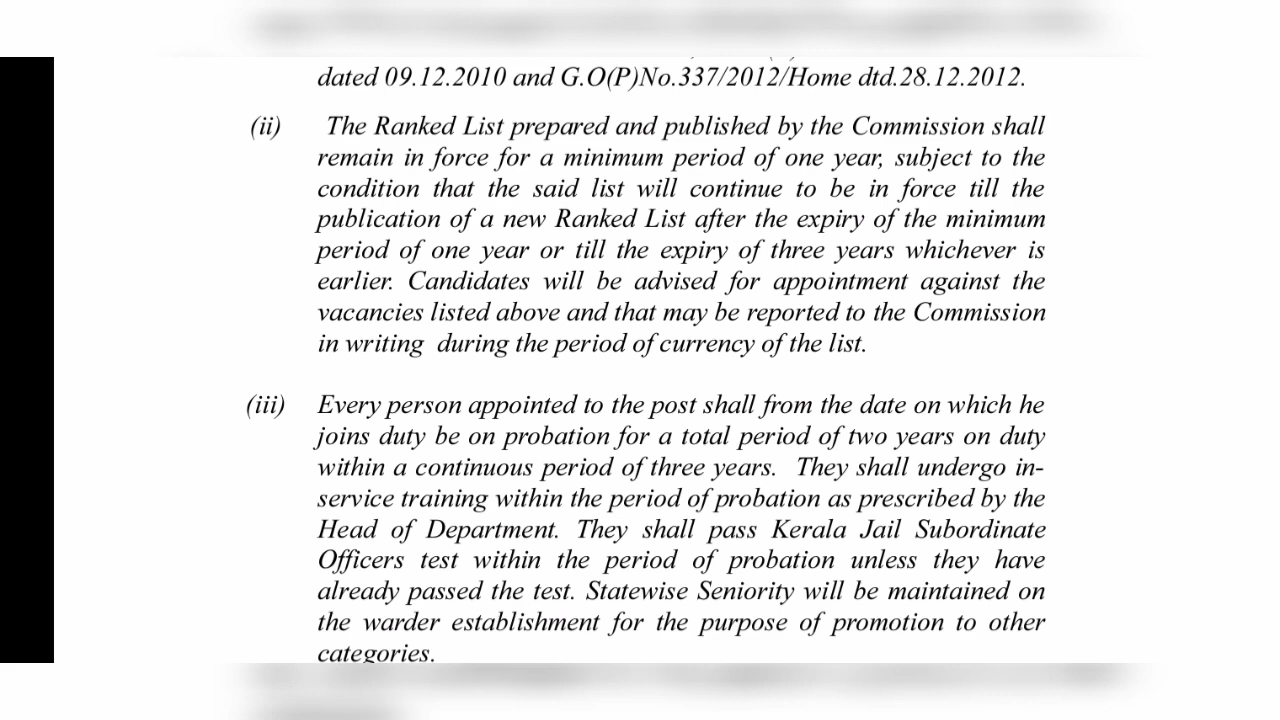 dated 09.12.2010 and G.O(P)No.337/2012/Home dtd.28.12.2012.
(ii) The Ranked List prepared and published by the Commission shall
remain in force for a minimum period of one year, subject to the
condition that the said list will continue to be in force till the
publication of a new Ranked List after the expiry of the minimum
period of one year or till the expiry of three years whichever is
earlier. Candidates will be advised for appointment against the
vacancies listed above and that may be reported to the Commission
in writing during the period of currency of the list.
(iii) Every person appointed to the post shall from the date on which he
joins duty be on probation for a total period of two years on duty
within a continuous period of three years. They shall undergo in-
service training within the period of probation as prescribed by the
Head of Department. They shall pass Kerala Jail Subordinate
Officers test within the period of probation unless they have
already passed the test. Statewise Seniority will be maintained on
the warder establishment for the purpose of promotion to other
categories.